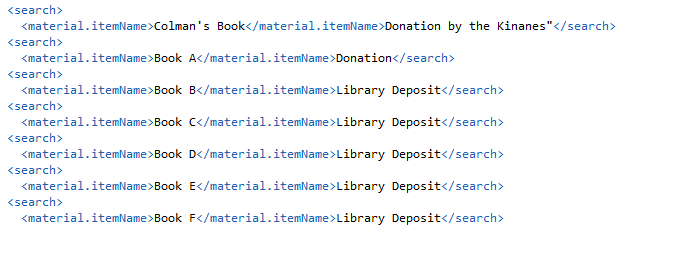 <search>
<material.itemName>Colman's Book</material.itemName>Donation by the Kinanes"</search>
<search>
<material.itemName>Book A</material.itemName>Donation</search>
<search>
<material.itemName>Book B</material.itemName>Library Deposit</search>
<search>
<material.itemName>Book C</material.itemName>Library Deposit</search>
<search>
<material.itemName>Book D</material.itemName>Library Deposit</search>
<search>
<material.itemName>Book E</material.itemName>Library Deposit</search>
<search>
<material.itemName>Book F</material.itemName>Library Deposit</search>